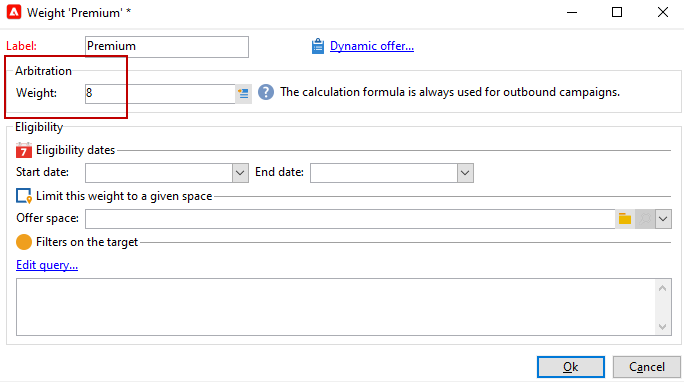 Weight 'Premium' *
Label: Premium Dynamic offer...
Arbitration
Weight: 8 ? The calculation formula is always used for outbound campaigns.
Eligibility
7 Eligibility dates
Start date: End date:
Limit this weight to a given space
Offer space:
Filters on the target
Edit query...
Ok Cancel